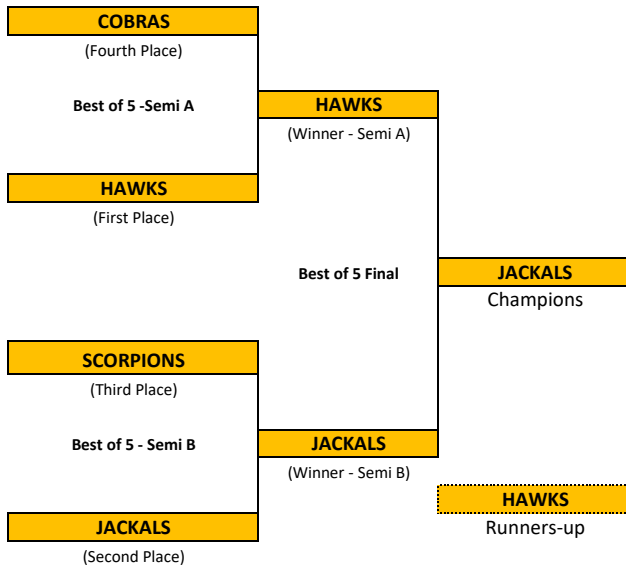 COBRAS
(Fourth Place)
Best of 5 -Semi A
HAWKS
(Winner - Semi A)
HAWKS
(First Place)
Best of 5 Final
JACKALS
Champions
SCORPIONS
(Third Place)
Best of 5 - Semi B
JACKALS
(Winner - Semi B)
HAWKS
Runners-up
JACKALS
(Second Place)